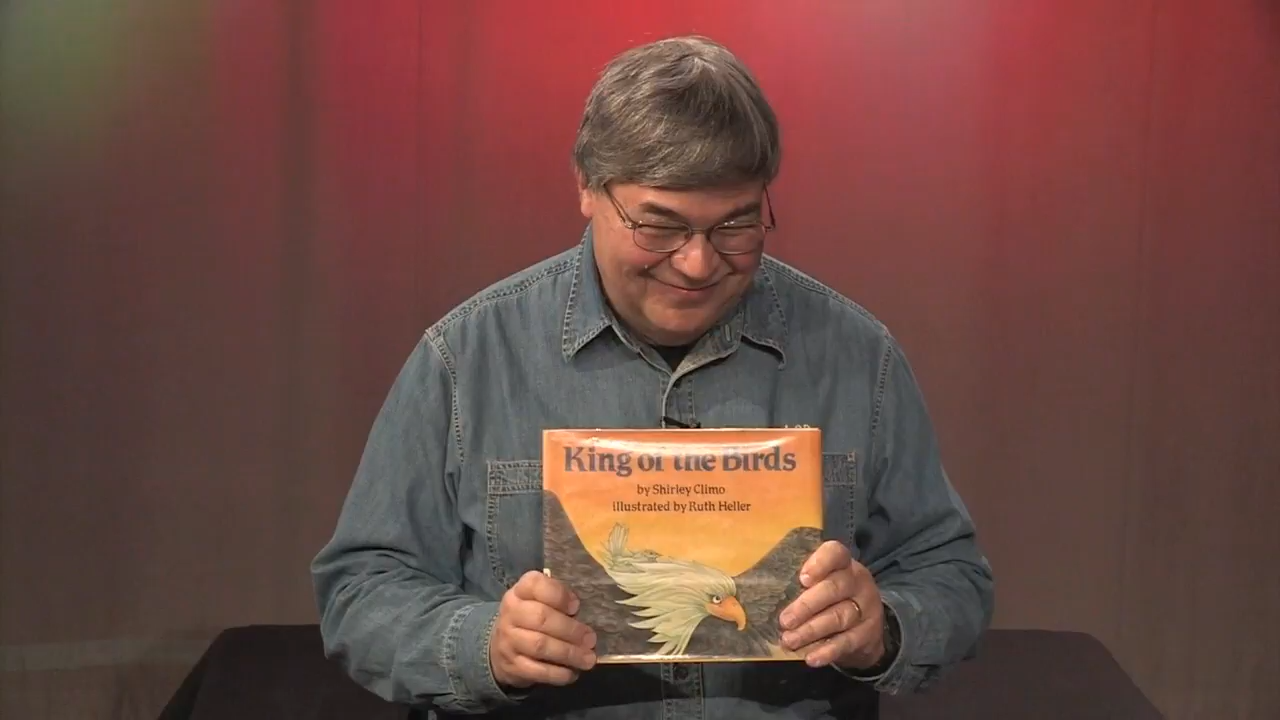 King of the Birds
by Shirley Climo
illustrated by Ruth Heller